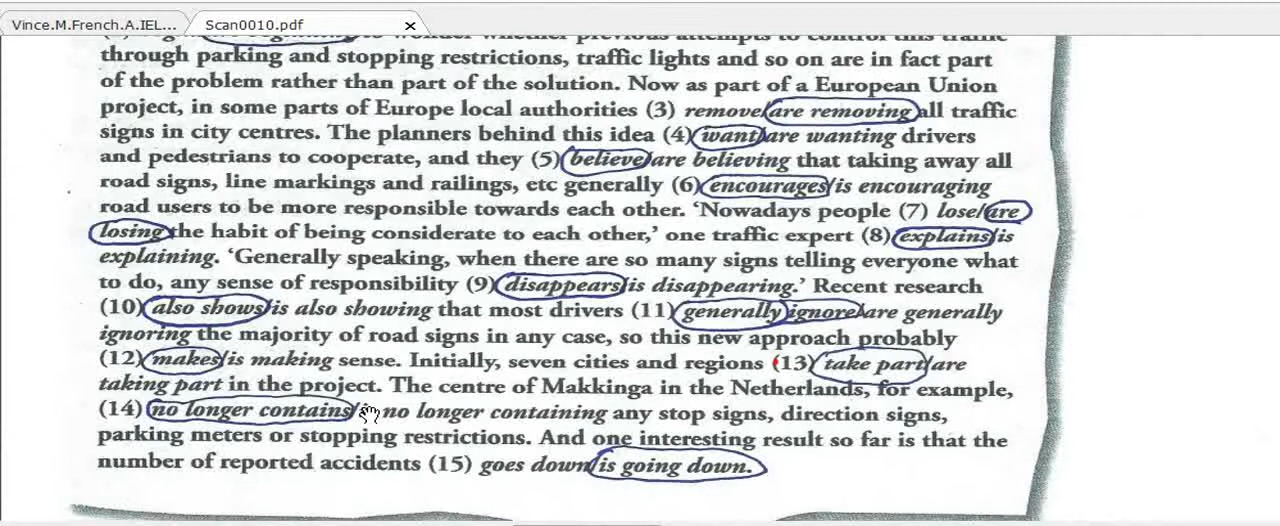 Vince.M.French.A.IEL...
Scan0010.pdf
wonder whether previous attempts to control this traffic
through parking and stopping restrictions, traffic lights and so on are in fact part
of the problem rather than part of the solution. Now as part of a European Union
project, in some parts of Europe local authorities (3) remove/are removing all traffic
signs in city centres. The planners behind this idea (4) want/are wanting drivers
and pedestrians to cooperate, and they (5) believe/are believing that taking away all
road signs, line markings and railings, etc generally (6) encourages/is encouraging
road users to be more responsible towards each other. ‘Nowadays people (7) lose/are
losing the habit of being considerate to each other,’ one traffic expert (8) explains/is
explaining. ‘Generally speaking, when there are so many signs telling everyone what
to do, any sense of responsibility (9) disappears/is disappearing.’ Recent research
(10) also shows/is also showing that most drivers (11) generally ignore/are generally
ignoring the majority of road signs in any case, so this new approach probably
(12) makes/is making sense. Initially, seven cities and regions (13) take part/are
taking part in the project. The centre of Makkinga in the Netherlands, for example,
(14) no longer contains/ no longer containing any stop signs, direction signs,
parking meters or stopping restrictions. And one interesting result so far is that the
number of reported accidents (15) goes down/is going down.